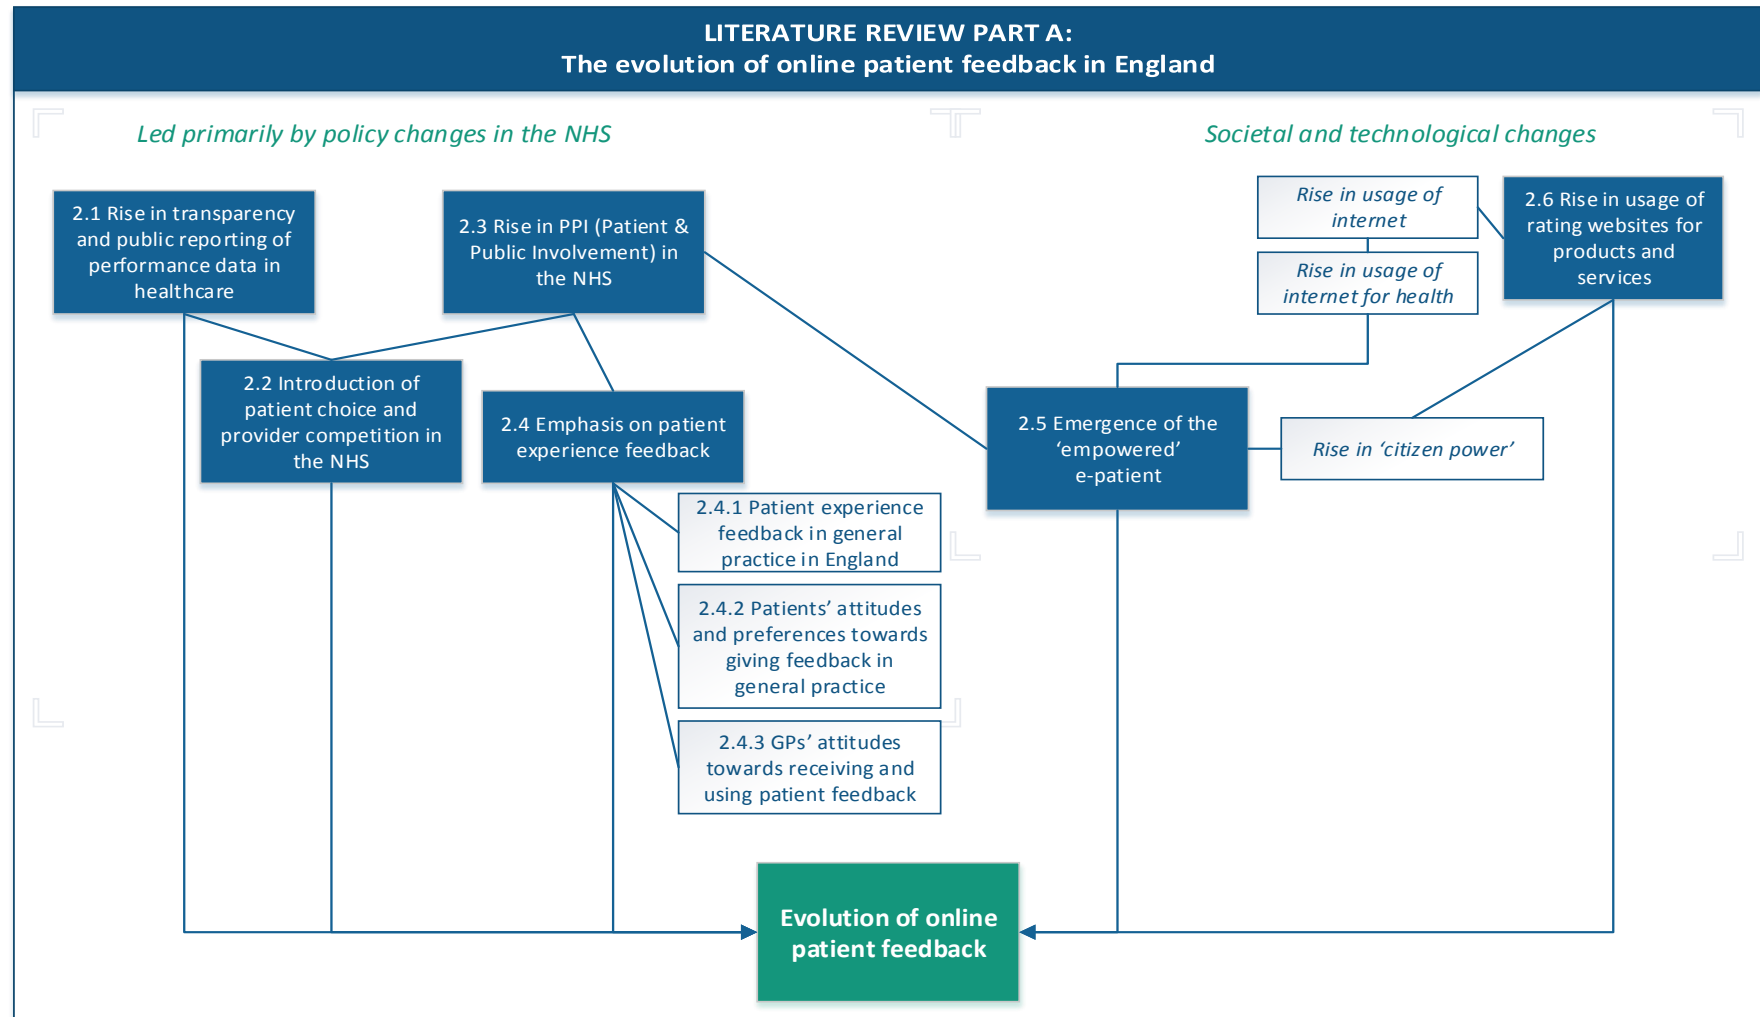 LITERATURE REVIEW PART A:
The evolution of online patient feedback in England
Led primarily by policy changes in the NHS
Societal and technological changes
2.1 Rise in transparency
and public reporting of
performance data in
healthcare
2.3 Rise in PPI (Patient &
Public Involvement) in
the NHS
Rise in usage of
internet
Rise in usage of
internet for health
2.6 Rise in usage of
rating websites for
products and
services
2.2 Introduction of
patient choice and
provider competition in
the NHS
2.4 Emphasis on patient
experience feedback
2.5 Emergence of the
‘empowered’
e-patient
Rise in ‘citizen power’
2.4.1 Patient experience
feedback in general
practice in England
2.4.2 Patients’ attitudes
and preferences towards
giving feedback in
general practice
2.4.3 GPs’ attitudes
towards receiving and
using patient feedback
Evolution of online
patient feedback